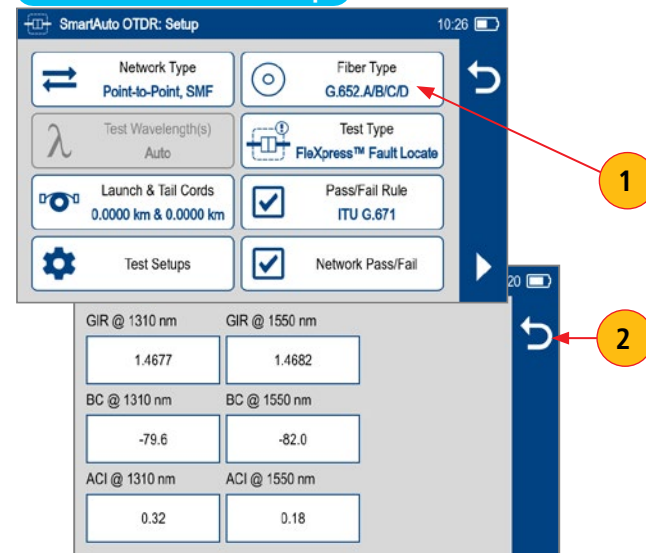 SmartAuto OTDR: Setup
10:26
Network Type
Point-to-Point, SMF
Fiber Type
G.652.A/B/C/D
λ
Test Wavelength(s)
Auto
Test Type
FleXpress™ Fault Locate
Launch & Tail Cords
0.0000 km & 0.0000 km
Pass/Fail Rule
ITU G.671
Test Setups
Network Pass/Fail
1
20
GIR @ 1310 nm
GIR @ 1550 nm
1.4677
1.4682
BC @ 1310 nm
BC @ 1550 nm
-79.6
-82.0
ACI @ 1310 nm
ACI @ 1550 nm
0.32
0.18
2